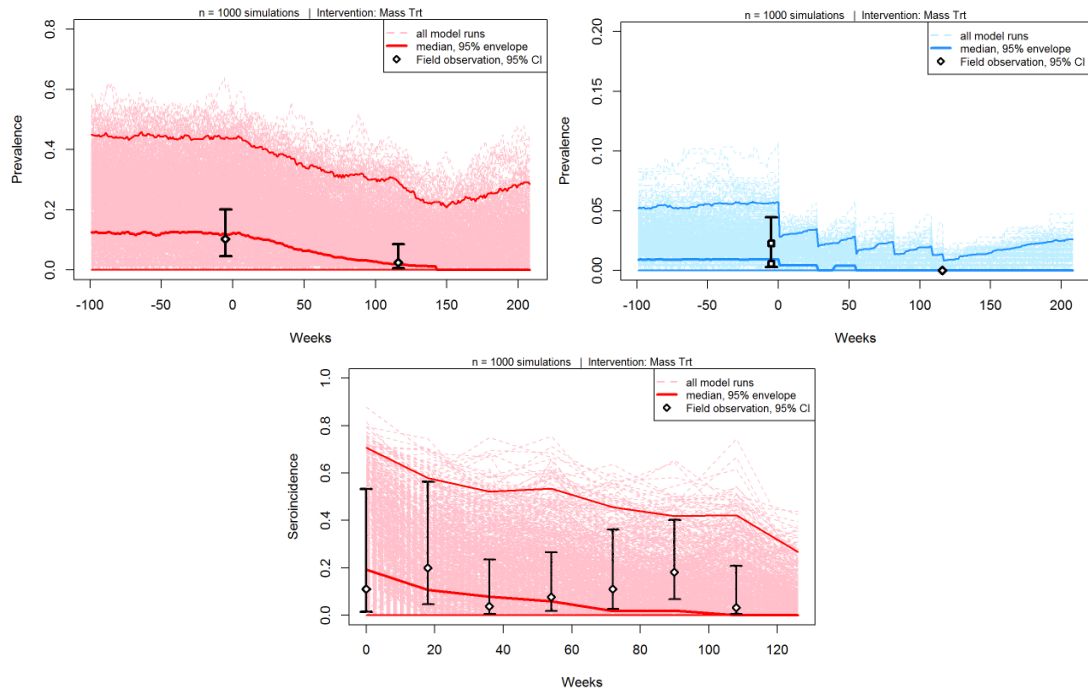 n = 1000 simulations | Intervention: Mass Trt
all model runs
median, 95% envelope
Field observation, 95% CI
Prevalence
0.8
0.6
0.4
0.2
0.0
-100 -50 0 50 100 150 200
Weeks
n = 1000 simulations | Intervention: Mass Trt
all model runs
median, 95% envelope
Field observation, 95% CI
Prevalence
0.20
0.15
0.10
0.05
0.00
-100 -50 0 50 100 150 200
Weeks
n = 1000 simulations | Intervention: Mass Trt
all model runs
median, 95% envelope
Field observation, 95% CI
Seroincidence
1.0
0.8
0.6
0.4
0.2
0.0
0 20 40 60 80 100 120
Weeks